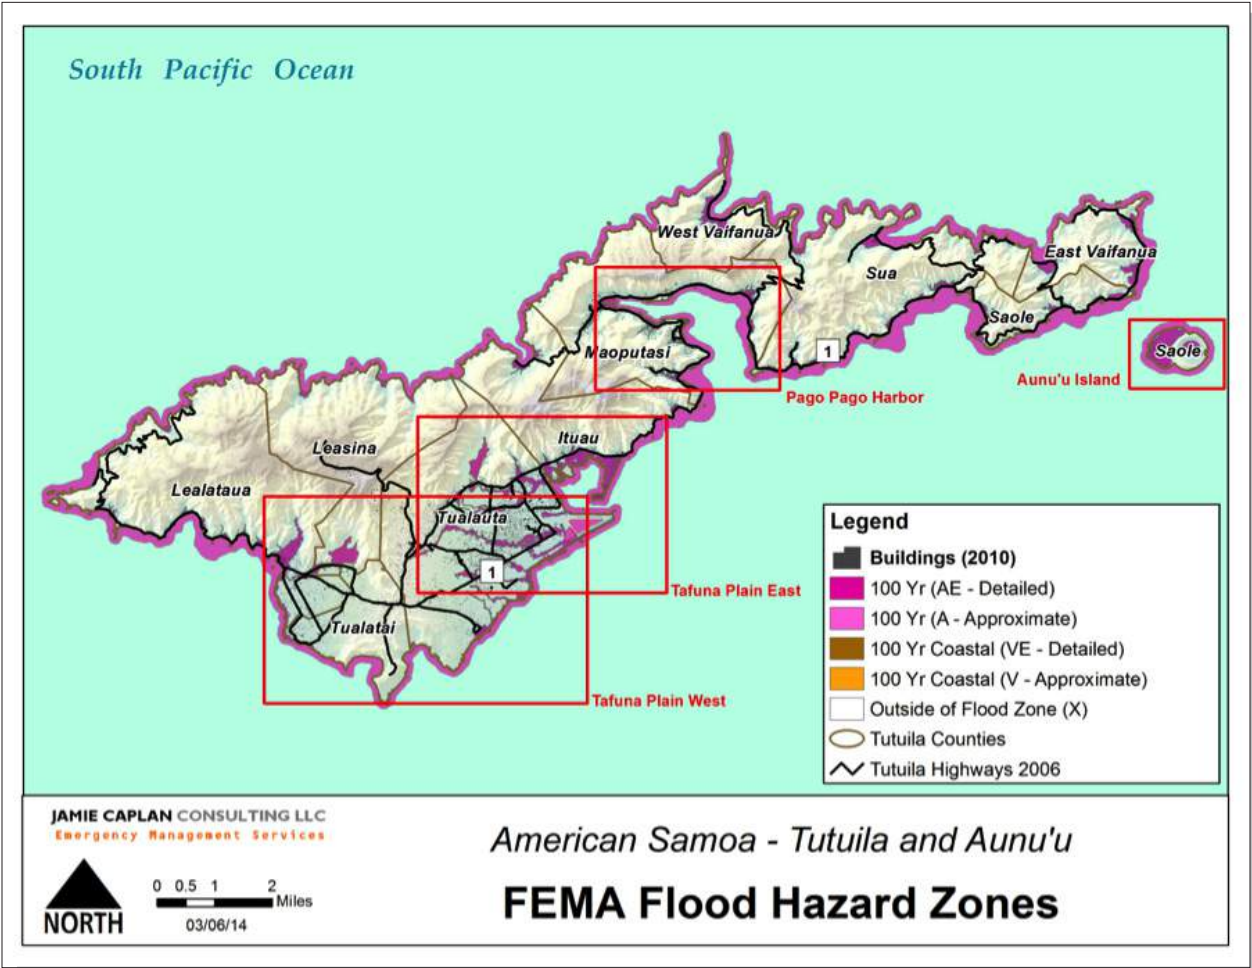 South Pacific Ocean
West Vaifanua
East Vaifanua
Sua
Saole
Maoputasi
1
Saole
Aunu'u Island
Pago Pago Harbor
Ituau
Leasina
Lealataua
Tualauta
1
Tafuna Plain East
Tualatai
Tafuna Plain West
Legend
Buildings (2010)
100 Yr (AE - Detailed)
100 Yr (A - Approximate)
100 Yr Coastal (VE - Detailed)
100 Yr Coastal (V - Approximate)
Outside of Flood Zone (X)
Tutuila Counties
Tutuila Highways 2006
JAMIE CAPLAN CONSULTING LLC
Emergency Management Services
NORTH
0 0.5 1 2
Miles
03/06/14
American Samoa - Tutuila and Aunu'u
FEMA Flood Hazard Zones